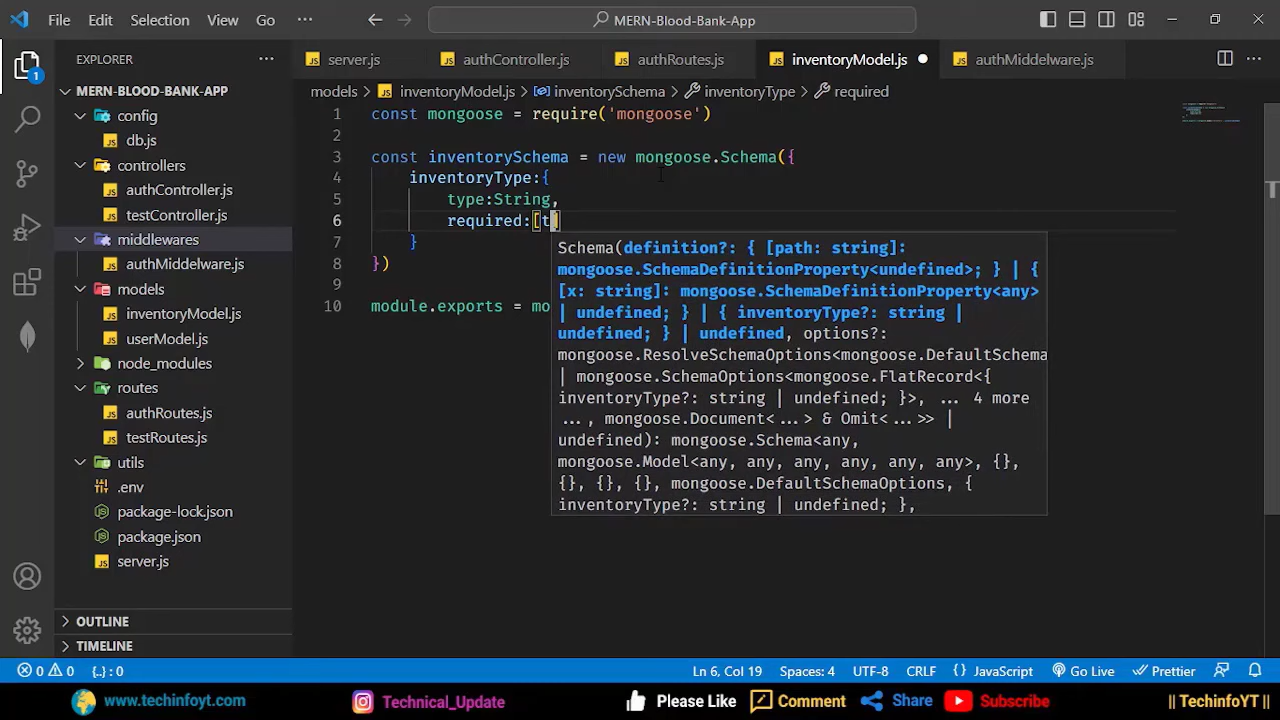 File Edit Selection View Go ··· MERN-Blood-Bank-App
EXPLORER ···
server.js authController.js authRoutes.js inventoryModel.js authMiddelware.js ···
1
MERN-BLOOD-BANK-APP
config
db.js
controllers
authController.js
testController.js
middlewares
authMiddelware.js
models
inventoryModel.js
userModel.js
node_modules
routes
authRoutes.js
testRoutes.js
utils
.env
package-lock.json
package.json
server.js
OUTLINE
TIMELINE
models > inventoryModel.js > inventorySchema > inventoryType > required
1 const mongoose = require('mongoose')
2
3 const inventorySchema = new mongoose.Schema({
4 inventoryType:{
5 type:String,
6 required:[t]
7 }
8 })
9
10 module.exports = mo
Schema(definition?: { [path: string]:
mongoose.SchemaDefinitionProperty<undefined>; } | {
[x: string]: mongoose.SchemaDefinitionProperty<any>
| undefined; } | { inventoryType?: string |
undefined; } | undefined, options?:
mongoose.ResolveSchemaOptions<mongoose.DefaultSchema
| mongoose.SchemaOptions<mongoose.FlatRecord<{
inventoryType?: string | undefined; }>, ... 4 more
..., mongoose.Document<...> & Omit<...>> |
undefined): mongoose.Schema<any,
mongoose.Model<any, any, any, any, any, any>, {},
{}, {}, {}, mongoose.DefaultSchemaOptions, {
inventoryType?: string | undefined; },
0 0 {..} : 0 Ln 6, Col 19 Spaces: 4 UTF-8 CRLF {} JavaScript Go Live Prettier
www.techinfoyt.com Technical_Update Please Like Comment Share Subscribe || TechinfoYT ||